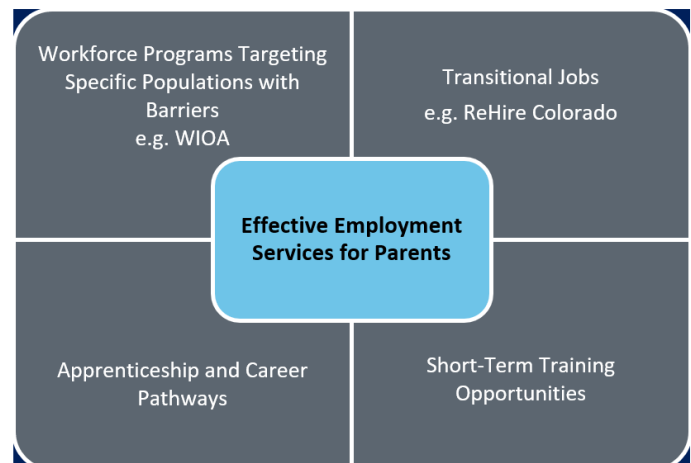 Workforce Programs Targeting
Specific Populations with
Barriers
e.g. WIOA
Transitional Jobs
e.g. ReHire Colorado
Effective Employment
Services for Parents
Apprenticeship and Career
Pathways
Short-Term Training
Opportunities